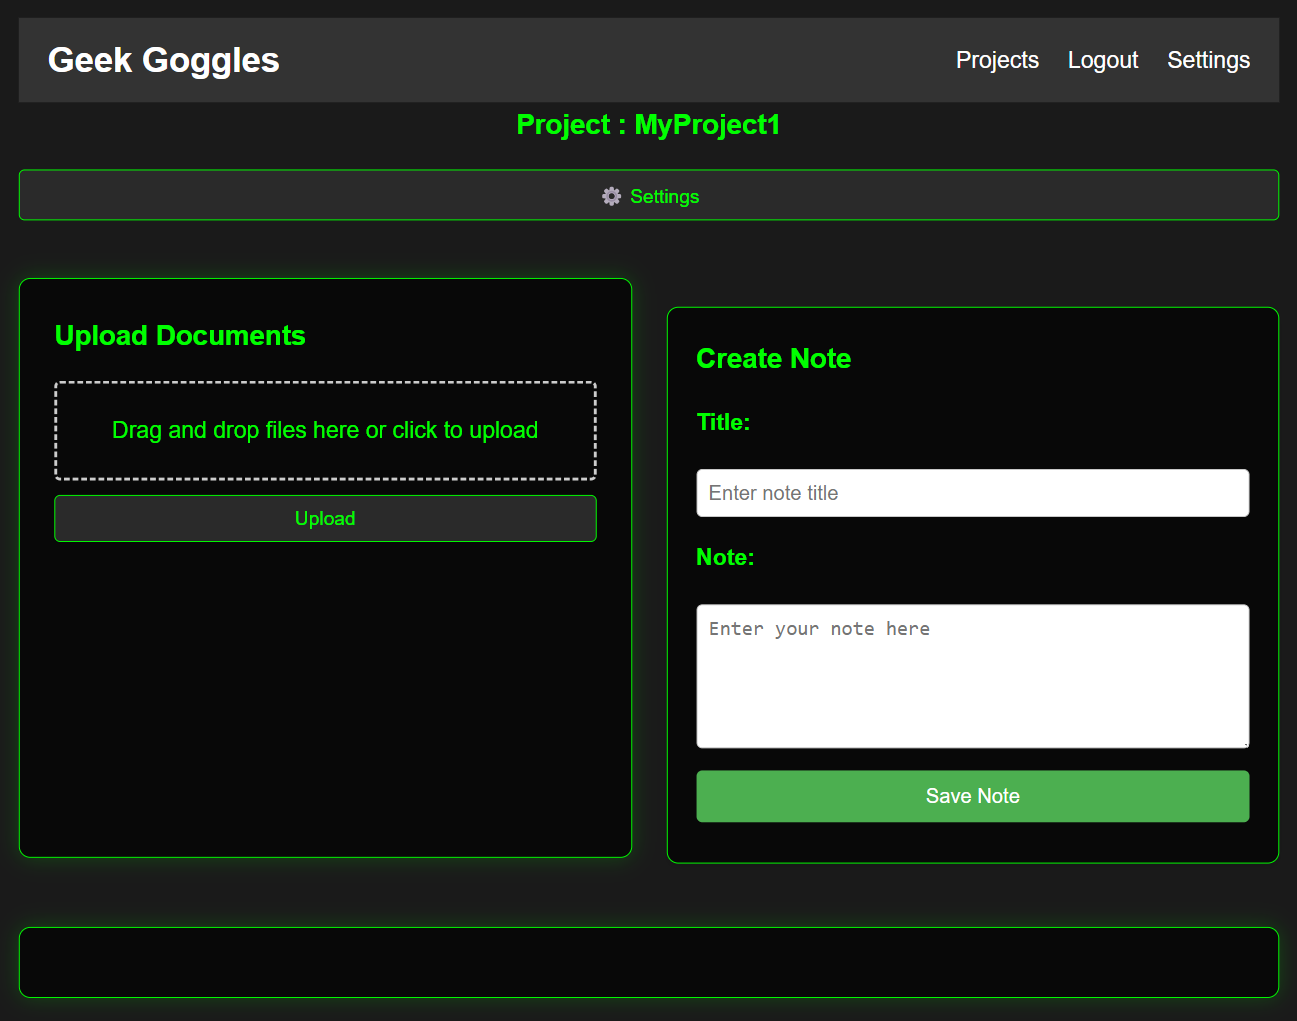 Geek Goggles
Projects Logout Settings
Project : MyProject1
Settings
Upload Documents
Drag and drop files here or click to upload
Upload
Create Note
Title:
Enter note title
Note:
Enter your note here
Save Note